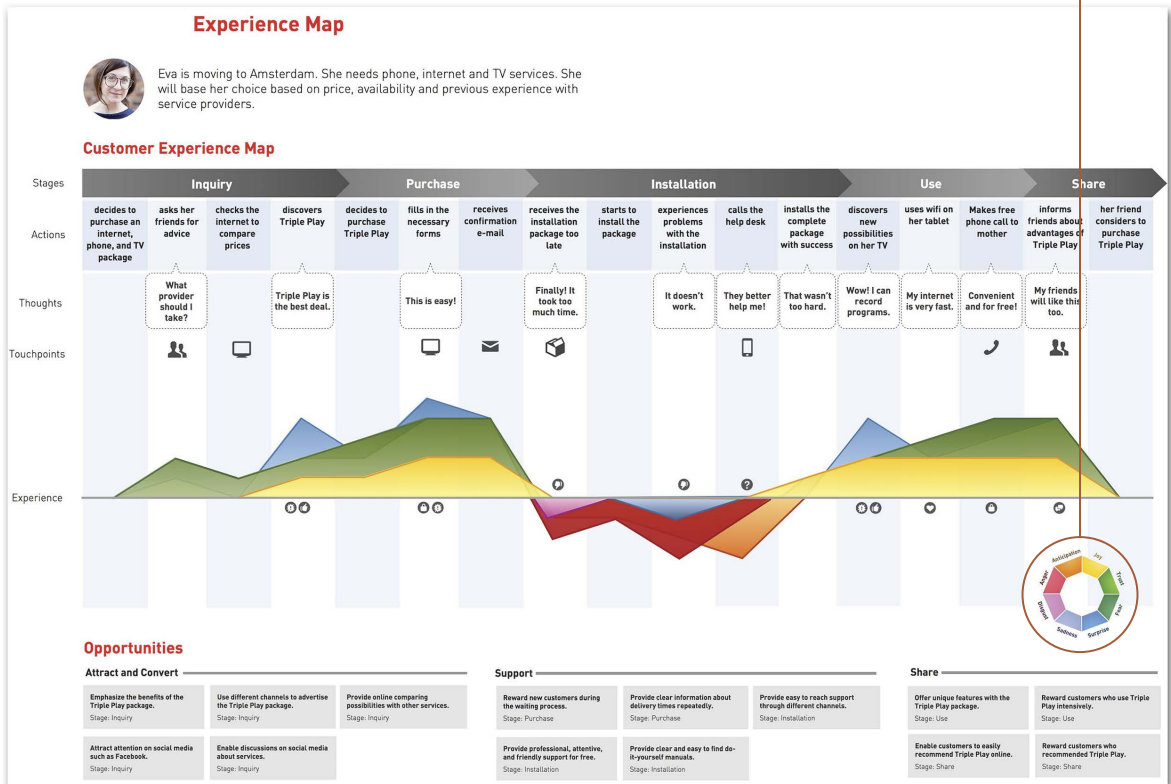 Experience Map
Eva is moving to Amsterdam. She needs phone, internet and TV services. She
will base her choice based on price, availability and previous experience with
service providers.
Customer Experience Map
Stages
Inquiry
Purchase
Installation
Use
Share
Actions
decides to
purchase an
internet,
phone, and TV
package
asks her
friends for
advice
checks the
internet to
compare
prices
discovers
Triple Play
decides to
purchase
Triple Play
fills in the
necessary
forms
receives
confirmation
e-mail
receives the
installation
package too
late
starts to
install the
package
experiences
problems
with the
installation
calls the
help desk
installs the
complete
package
with success
discovers
new
possibilities
on her TV
uses wifi on
her tablet
Makes free
phone call to
mother
informs
friends about
advantages of
Triple Play
her friend
considers to
purchase
Triple Play
Thoughts
What
provider
should I
take?
Triple Play is
the best deal.
This is easy!
Finally! It
took too
much time.
It doesn't
work.
They better
help me!
That wasn't
too hard.
Wow! I can
record
programs.
My internet
is very fast.
Convenient
and for free!
My friends
will like this
too.
Touchpoints
Experience
?
Anticipation
Joy
Trust
Fear
Surprise
Sadness
Disgust
Anger
Opportunities
Attract and Convert
Emphasize the benefits of the
Triple Play package.
Stage: Inquiry
Use different channels to advertise
the Triple Play package.
Stage: Inquiry
Provide online comparing
possibilities with other services.
Stage: Inquiry
Attract attention on social media
such as Facebook.
Stage: Inquiry
Enable discussions on social media
about services.
Stage: Inquiry
Support
Reward new customers during
the waiting process.
Stage: Purchase
Provide clear information about
delivery times repeatedly.
Stage: Purchase
Provide easy to reach support
through different channels.
Stage: Installation
Provide professional, attentive,
and friendly support for free.
Stage: Installation
Provide clear and easy to find do-
it-yourself manuals.
Stage: Installation
Share
Offer unique features with the
Triple Play package.
Stage: Use
Reward customers who use Triple
Play intensively.
Stage: Use
Enable customers to easily
recommend Triple Play online.
Stage: Share
Reward customers who
recommended Triple Play.
Stage: Share